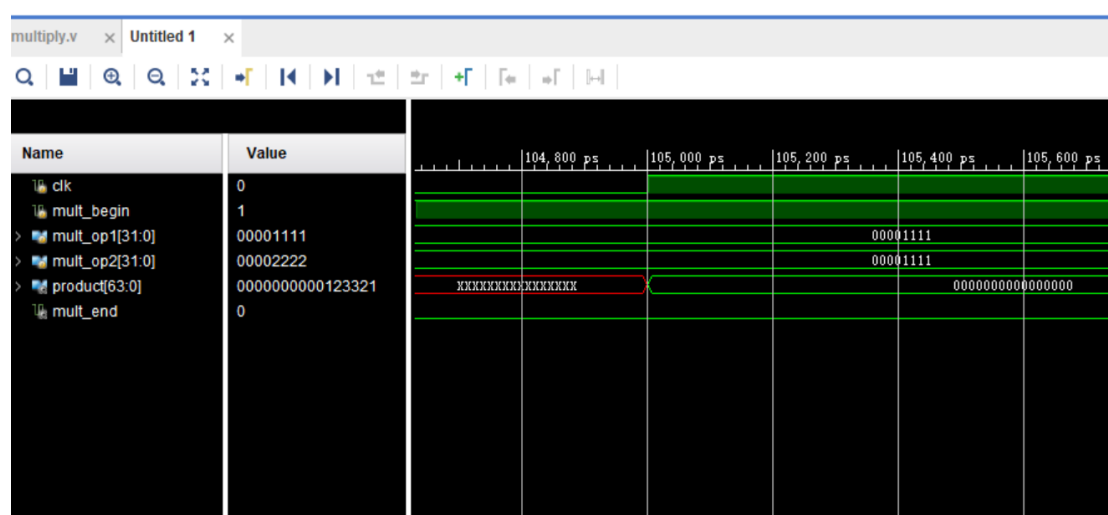 multiply.v × Untitled 1 ×
Name Value
104,800 ps 105,000 ps 105,200 ps 105,400 ps 105,600 ps
clk 0
mult_begin 1
> mult_op1[31:0] 00001111 00001111
> mult_op2[31:0] 00002222 00001111
> product[63:0] 0000000000123321 XXXXXXXXXXXXXXXX 0000000000000000
mult_end 0